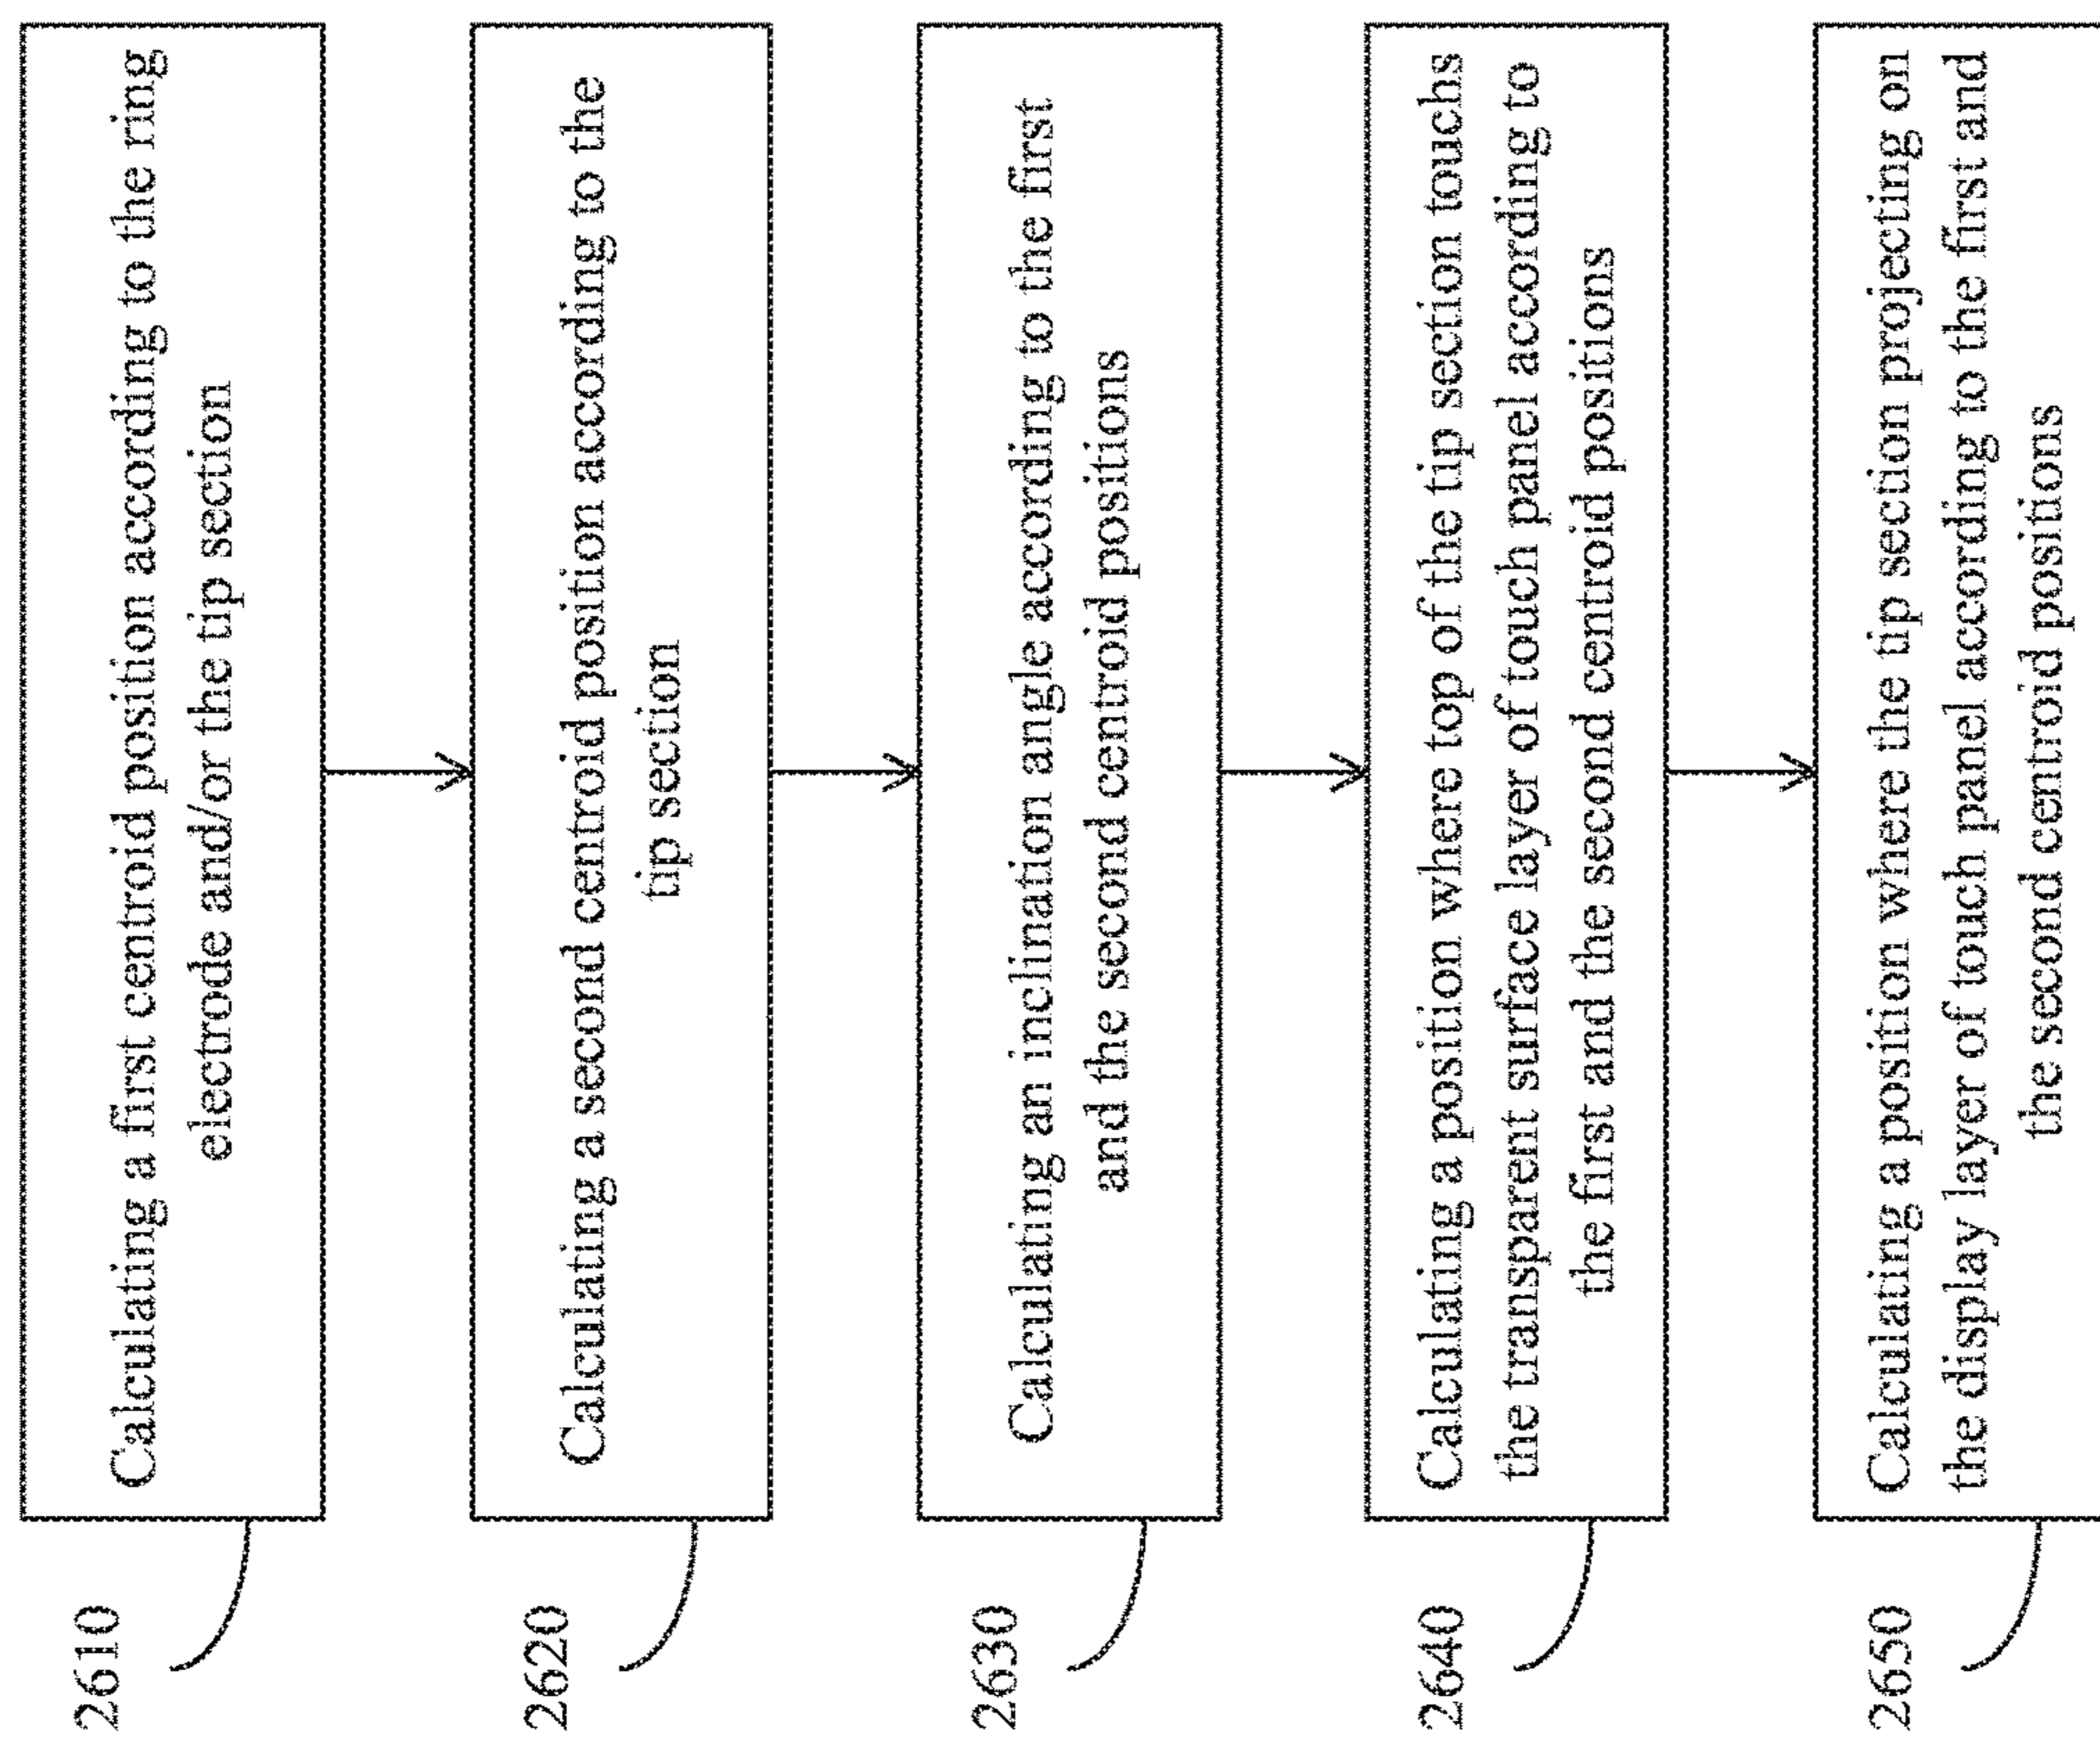 2610
Calculating a first centroid position according to the ring
electrode and/or the tip section
2620
Calculating a second centroid position according to the
tip section
2630
Calculating an inclination angle according to the first
and the second centroid positions
2640
Calculating a position where top of the tip section touchs
the transparent surface layer of touch panel according to
the first and the second centroid positions
2650
Calculating a position where the tip section projecting on
the display layer of touch panel according to the first and
the second centroid positions